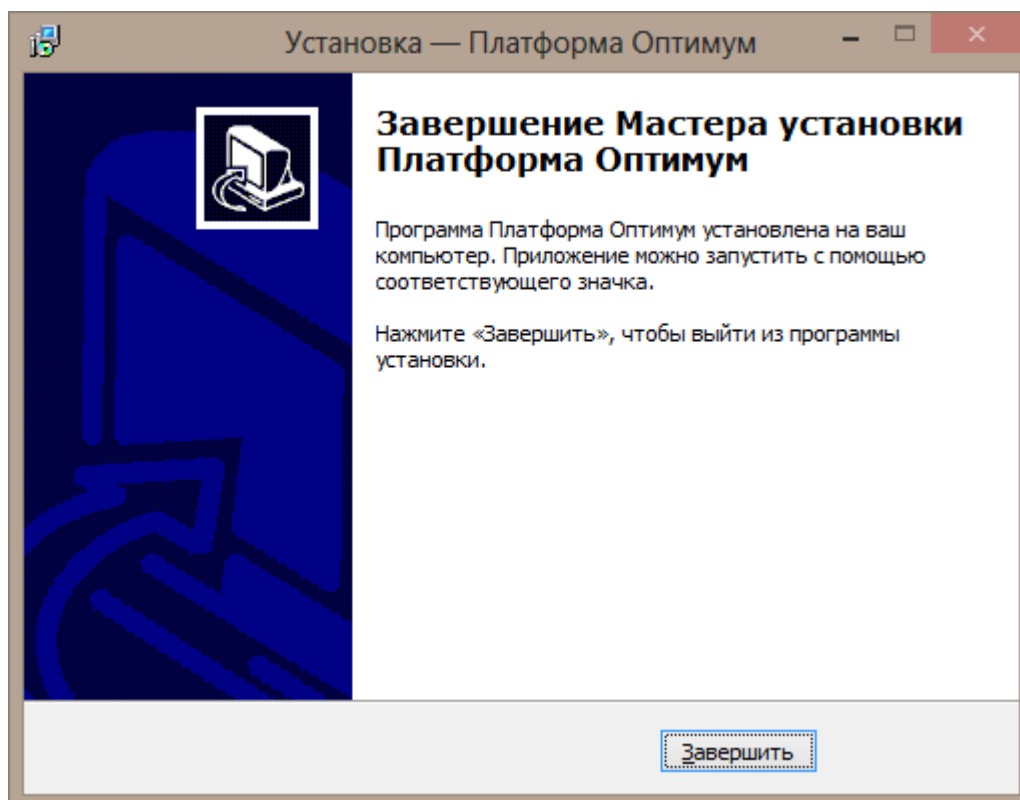 Установка — Платформа Оптимум
Завершение Мастера установки
Платформа Оптимум
Программа Платформа Оптимум установлена на ваш
компьютер. Приложение можно запустить с помощью
соответствующего значка.
Нажмите «Завершить», чтобы выйти из программы
установки.
Завершить